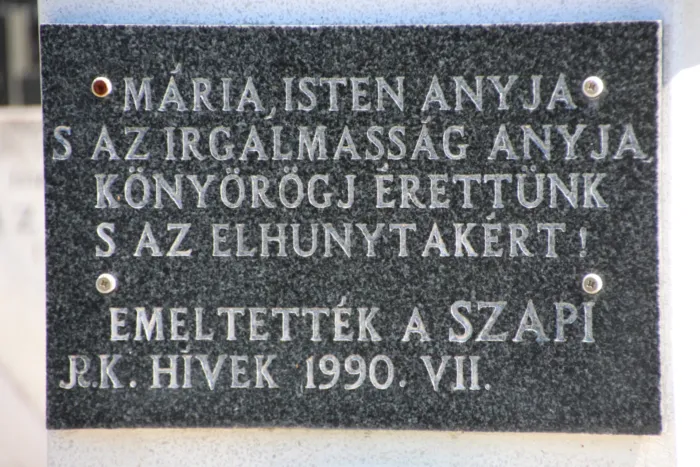 MÁRIA, ISTEN ANYJA
S AZ IRGALMASSÁG ANYJA,
KÖNYÖRÖGJ ÉRETTÜNK
S AZ ELHUNYTAKÉRT!
EMELTETTÉK A SZAPI
R.K. HÍVEK 1990. VII.